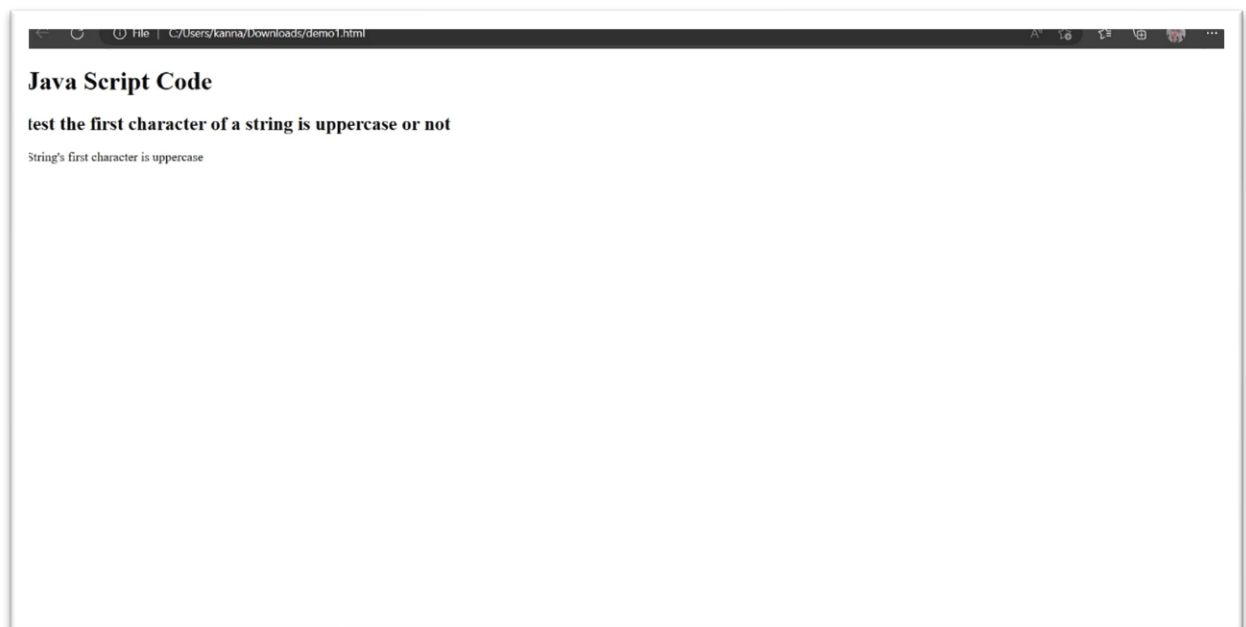 File | C:/Users/kanna/Downloads/demo1.html
Java Script Code
test the first character of a string is uppercase or not
String's first character is uppercase